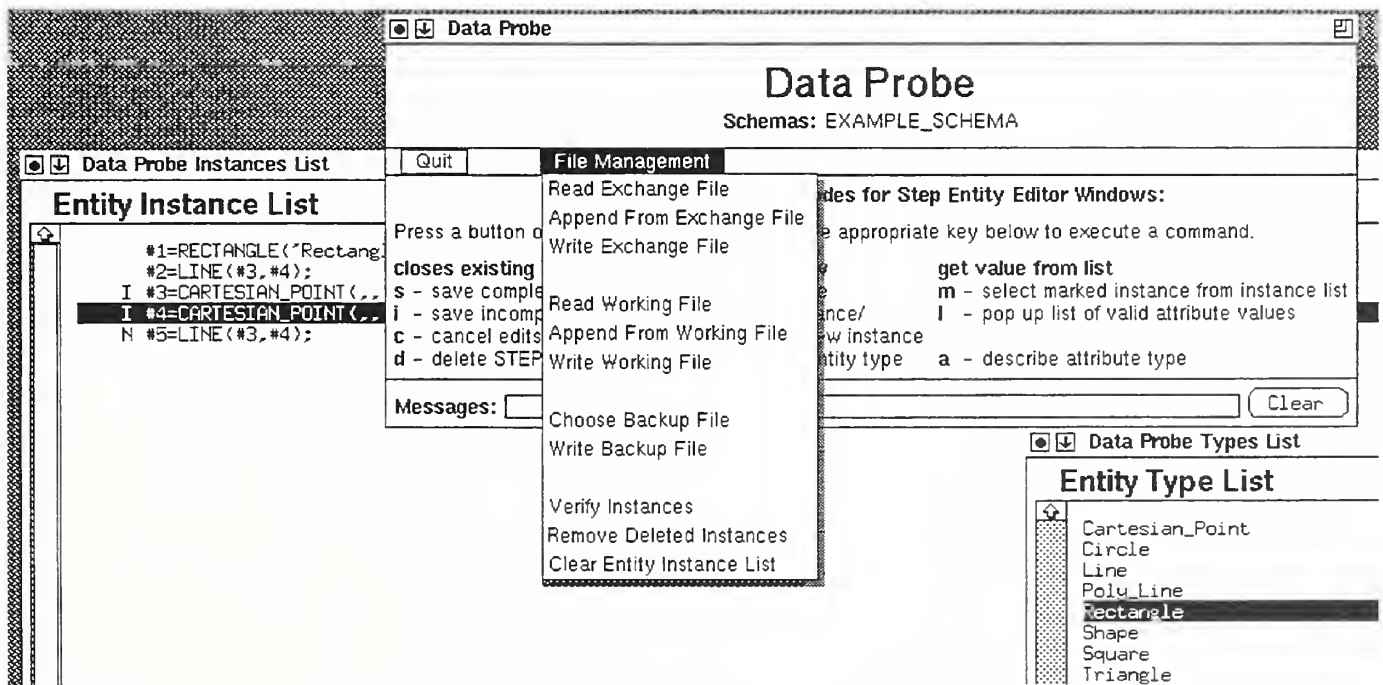 Data Probe
Data Probe
Schemas: EXAMPLE_SCHEMA
Quit
File Management
Read Exchange File
Append From Exchange File
Write Exchange File
Read Working File
Append From Working File
Write Working File
Choose Backup File
Write Backup File
Verify Instances
Remove Deleted Instances
Clear Entity Instance List
for Step Entity Editor Windows:
Press a button appropriate key below to execute a command.
closes existing get value from list
s - save m - select marked instance from instance list
i - save l - pop up list of valid attribute values
c - cancel edits instance
d - delete STEP type a - describe attribute type
Messages: Clear
Data Probe Instances List
Entity Instance List
#1=RECTANGLE('Rectangl
#2=LINE(#3,#4);
I #3=CARTESIAN_POINT(,,
I #4=CARTESIAN_POINT(,,
N #5=LINE(#3,#4);
Data Probe Types List
Entity Type List
Cartesian_Point
Circle
Line
Poly_Line
Rectangle
Shape
Square
Triangle